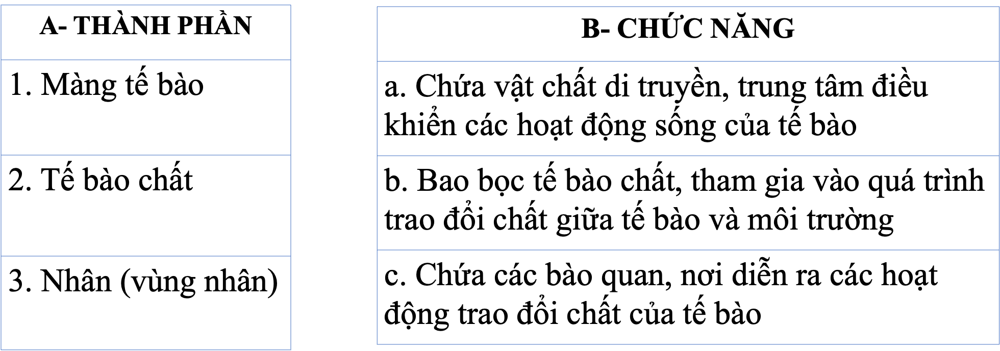 A- THÀNH PHẦN
1. Màng tế bào
2. Tế bào chất
3. Nhân (vùng nhân)
B- CHỨC NĂNG
a. Chứa vật chất di truyền, trung tâm điều
khiển các hoạt động sống của tế bào
b. Bao bọc tế bào chất, tham gia vào quá trình
trao đổi chất giữa tế bào và môi trường
c. Chứa các bào quan, nơi diễn ra các hoạt
động trao đổi chất của tế bào